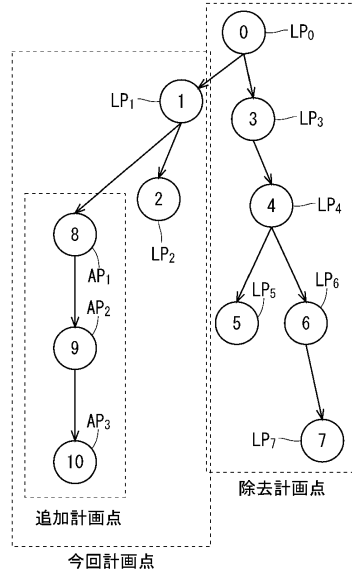 0 LP0
LP1 1 3 LP3
2 4 LP4
LP2
8 AP1
5 LP5 6 LP6
AP2
9
AP3
10
LP7 7
追加計画点
除去計画点
今回計画点